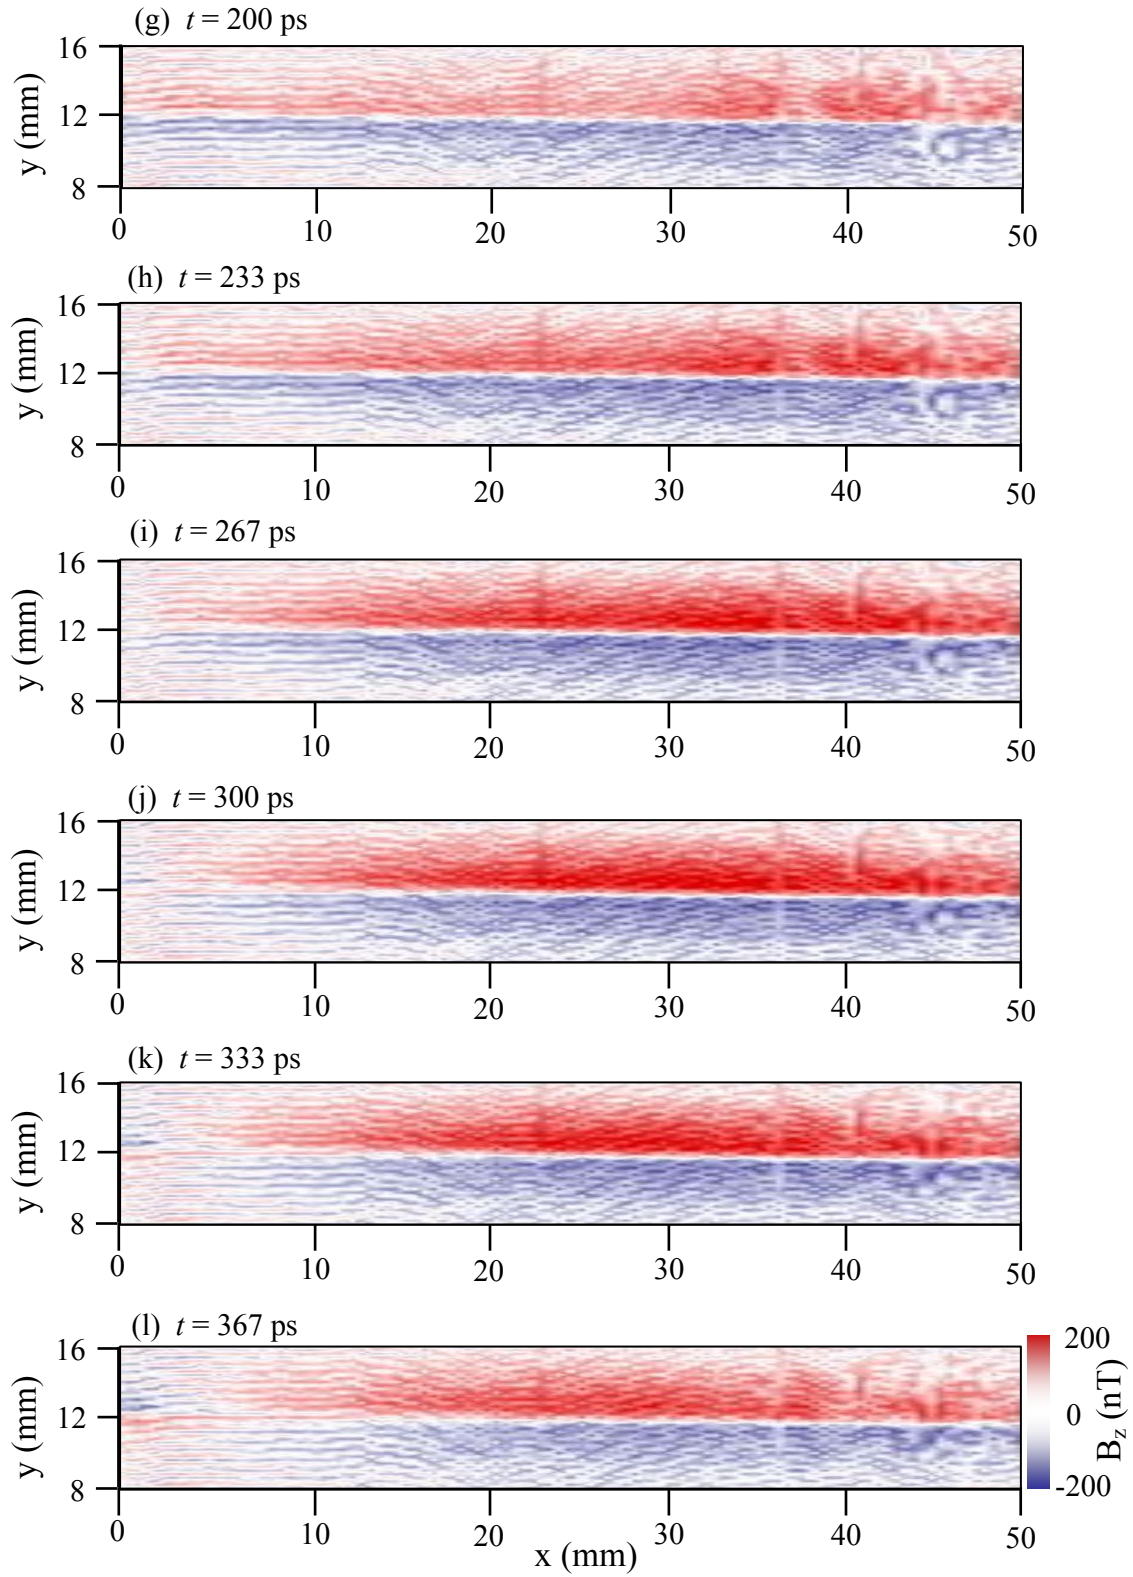 (g) t = 200 ps
16
12
8
y (mm)
0 10 20 30 40 50
(h) t = 233 ps
16
12
8
y (mm)
0 10 20 30 40 50
(i) t = 267 ps
16
12
8
y (mm)
0 10 20 30 40 50
(j) t = 300 ps
16
12
8
y (mm)
0 10 20 30 40 50
(k) t = 333 ps
16
12
8
y (mm)
0 10 20 30 40 50
(l) t = 367 ps
16
12
8
y (mm)
200
0
-200
Bz (nT)
0 10 20 30 40 50
x (mm)